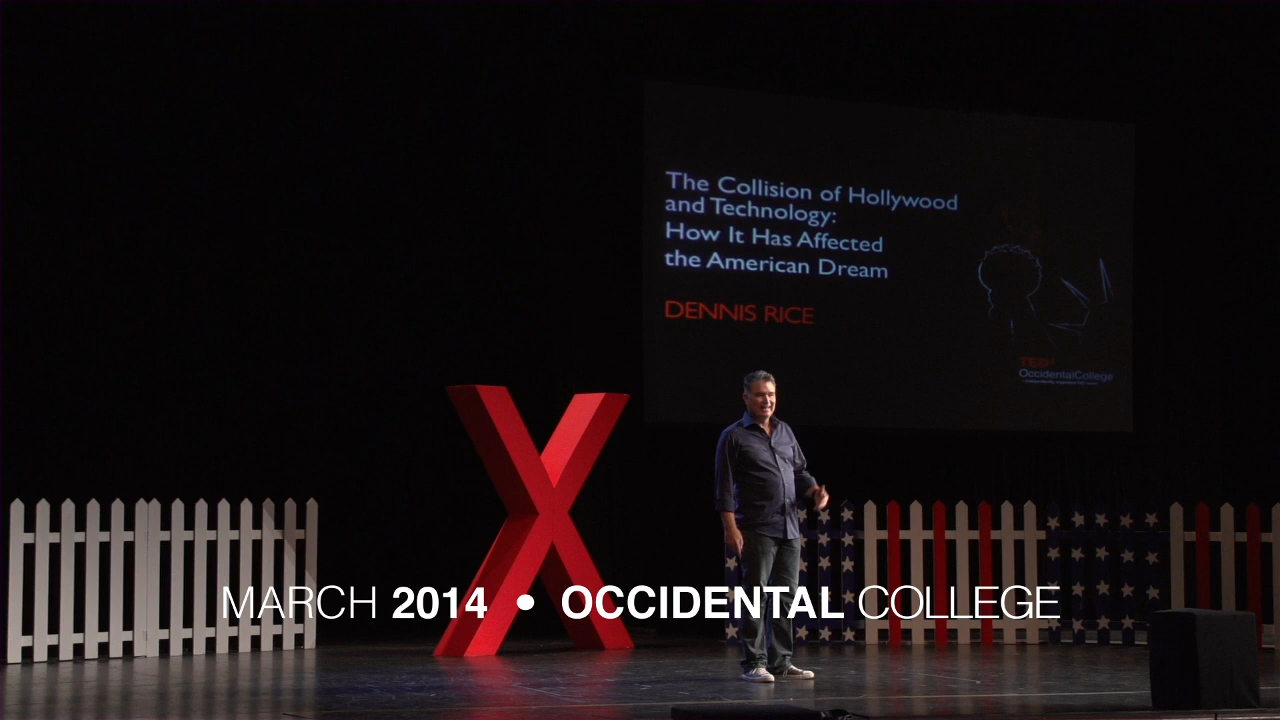 The Collision of Hollywood
and Technology:
How It Has Affected
the American Dream
DENNIS RICE
TEDx
OccidentalCollege
X
MARCH 2014 • OCCIDENTAL COLLEGE